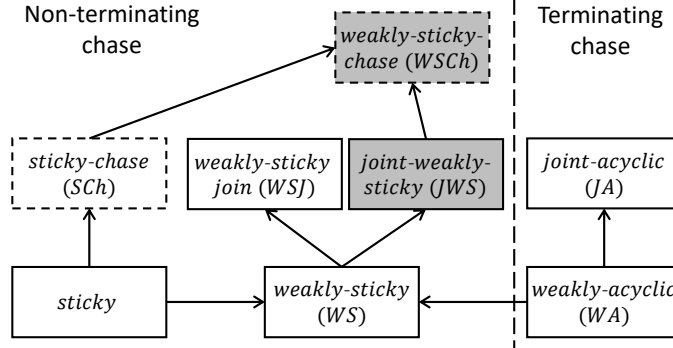 Non-terminating
chase
Terminating
chase
weakly-sticky-
chase (WSCh)
sticky-chase
(SCh)
weakly-sticky
join (WSJ)
joint-weakly-
sticky (JWS)
joint-acyclic
(JA)
sticky
weakly-sticky
(WS)
weakly-acyclic
(WA)